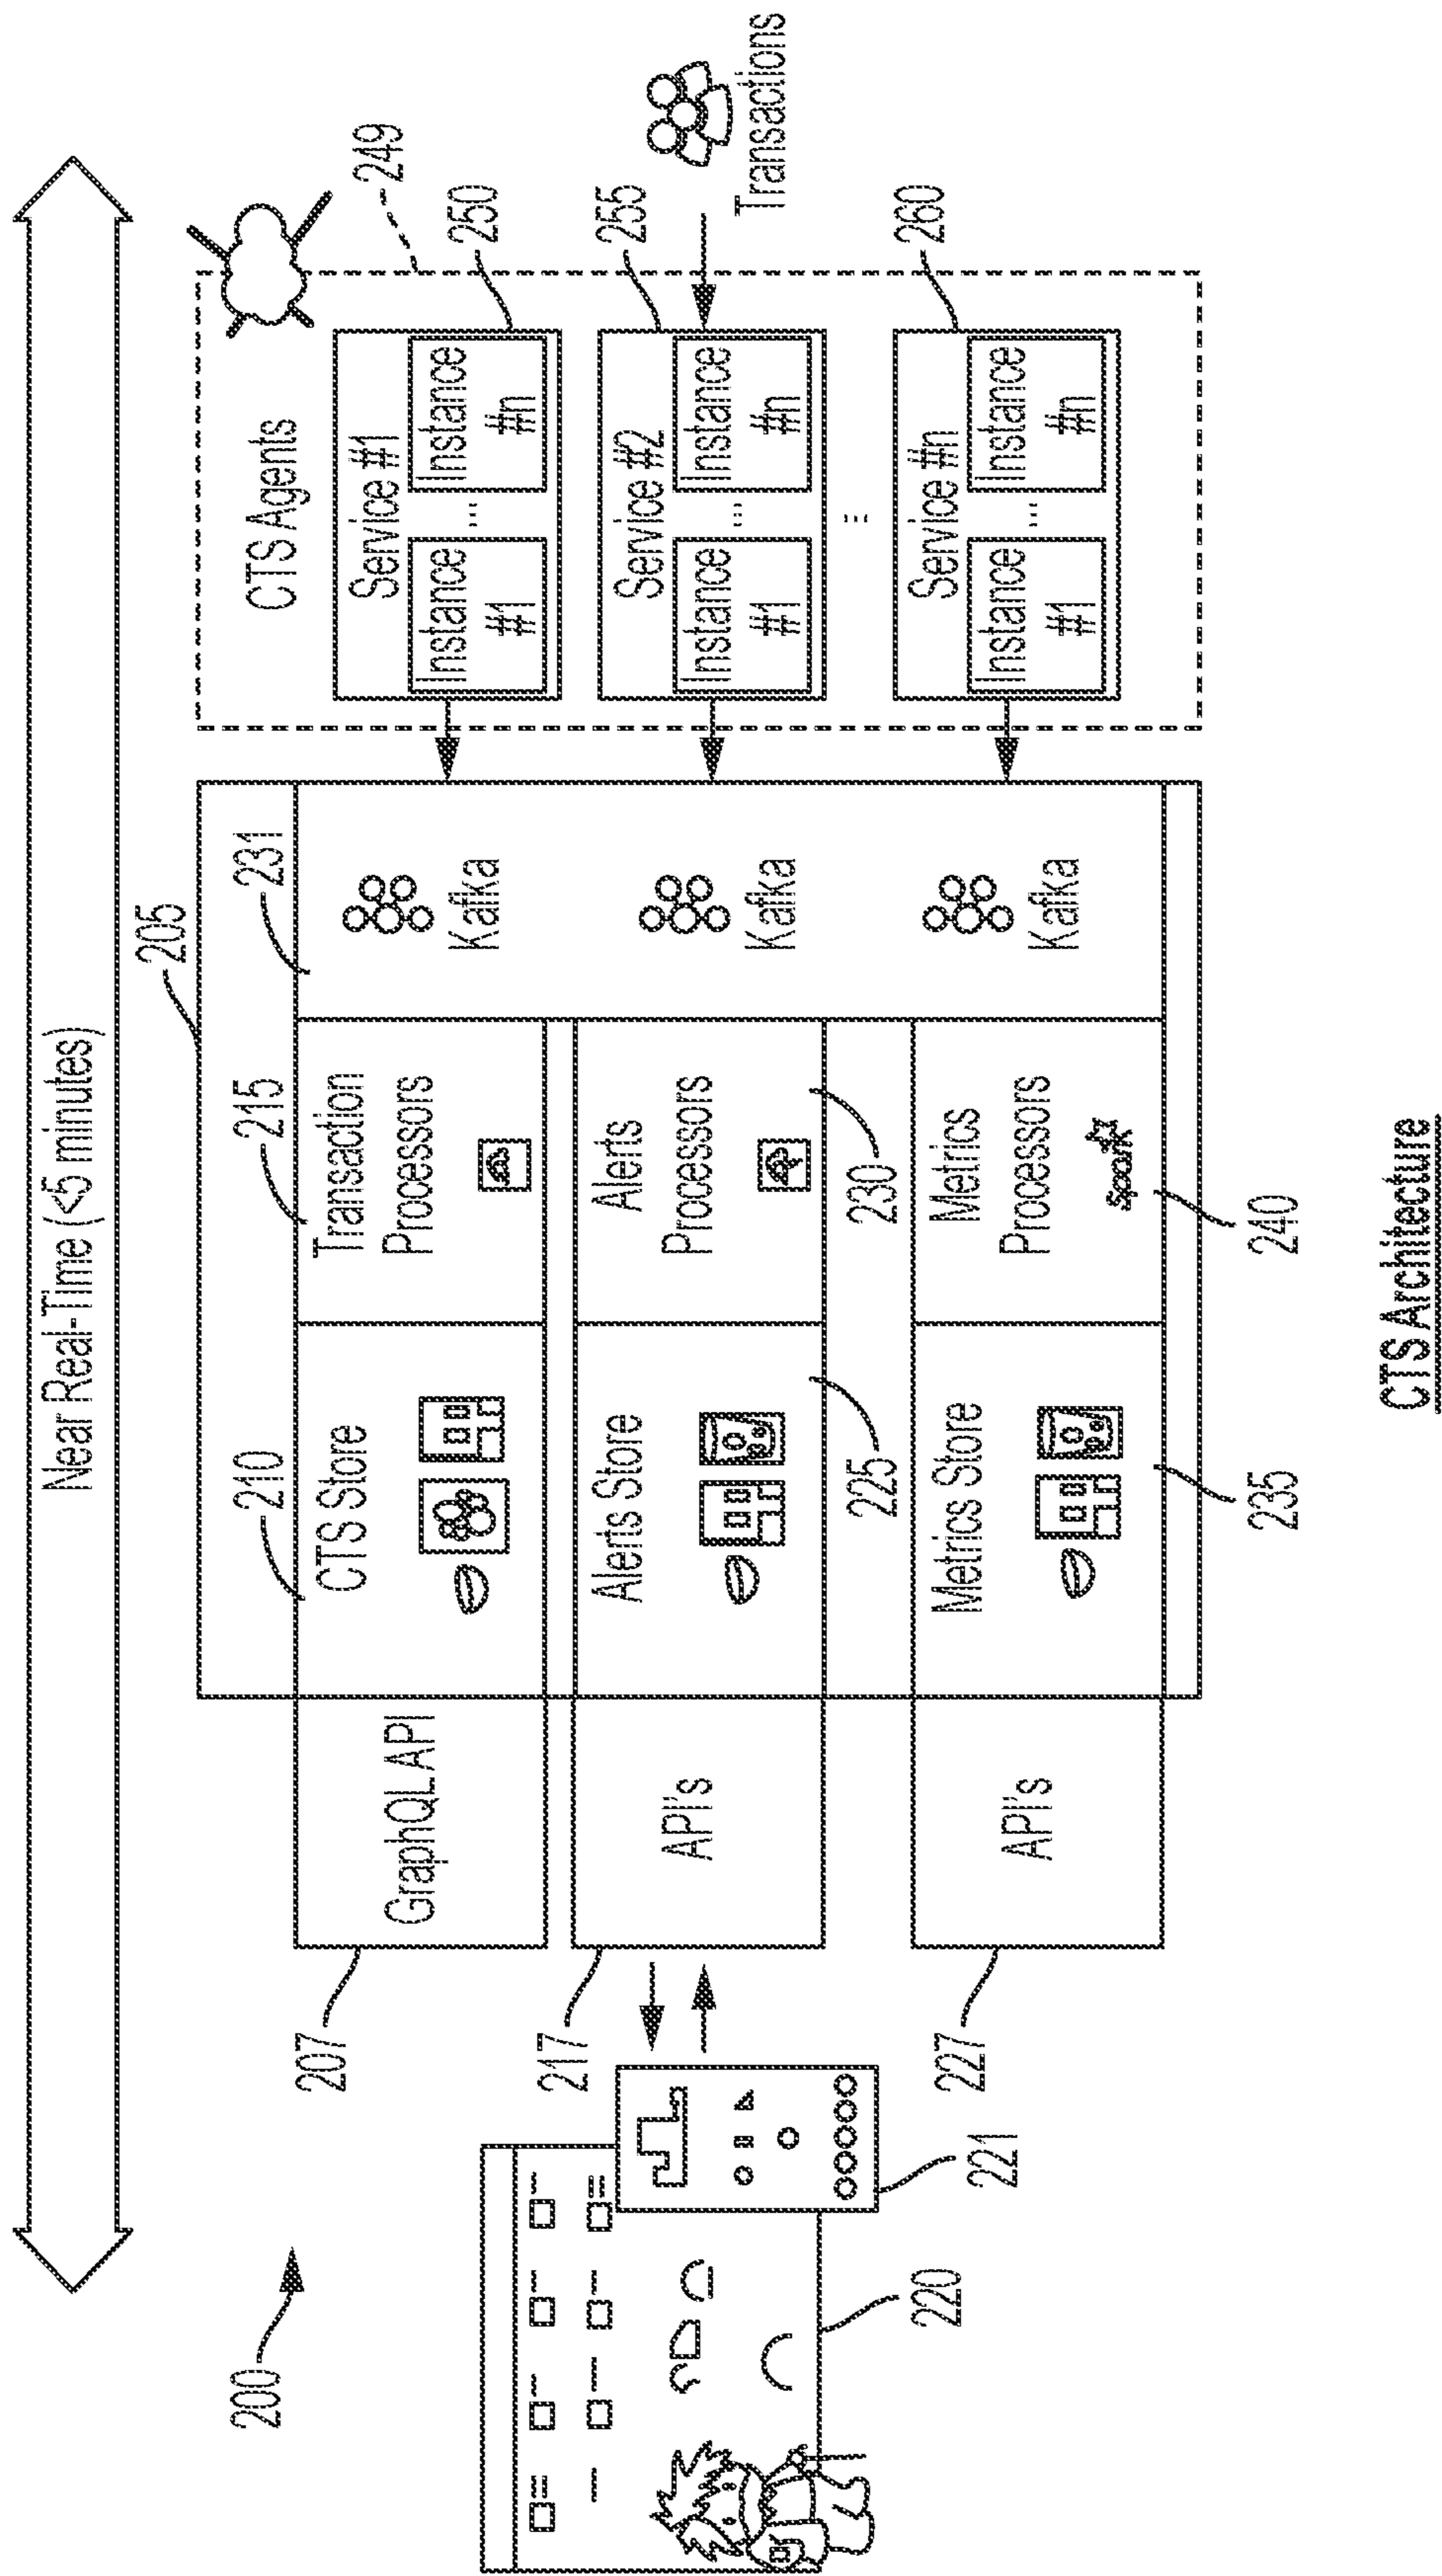 Near Real-Time (<5 minutes)
200
205
207
GraphQL API
210
CTS Store
215
Transaction
Processors
231
Kafka
217
API's
Alerts Store
225
Alerts
Processors
230
Kafka
227
API's
Metrics Store
235
Metrics
Processors
Spark
240
Kafka
220
221
CTS Agents
249
Service #1
250
Instance
#1
...
Instance
#n
Service #2
255
Instance
#1
...
Instance
#n
...
Service #n
260
Instance
#1
...
Instance
#n
Transactions
CTS Architecture